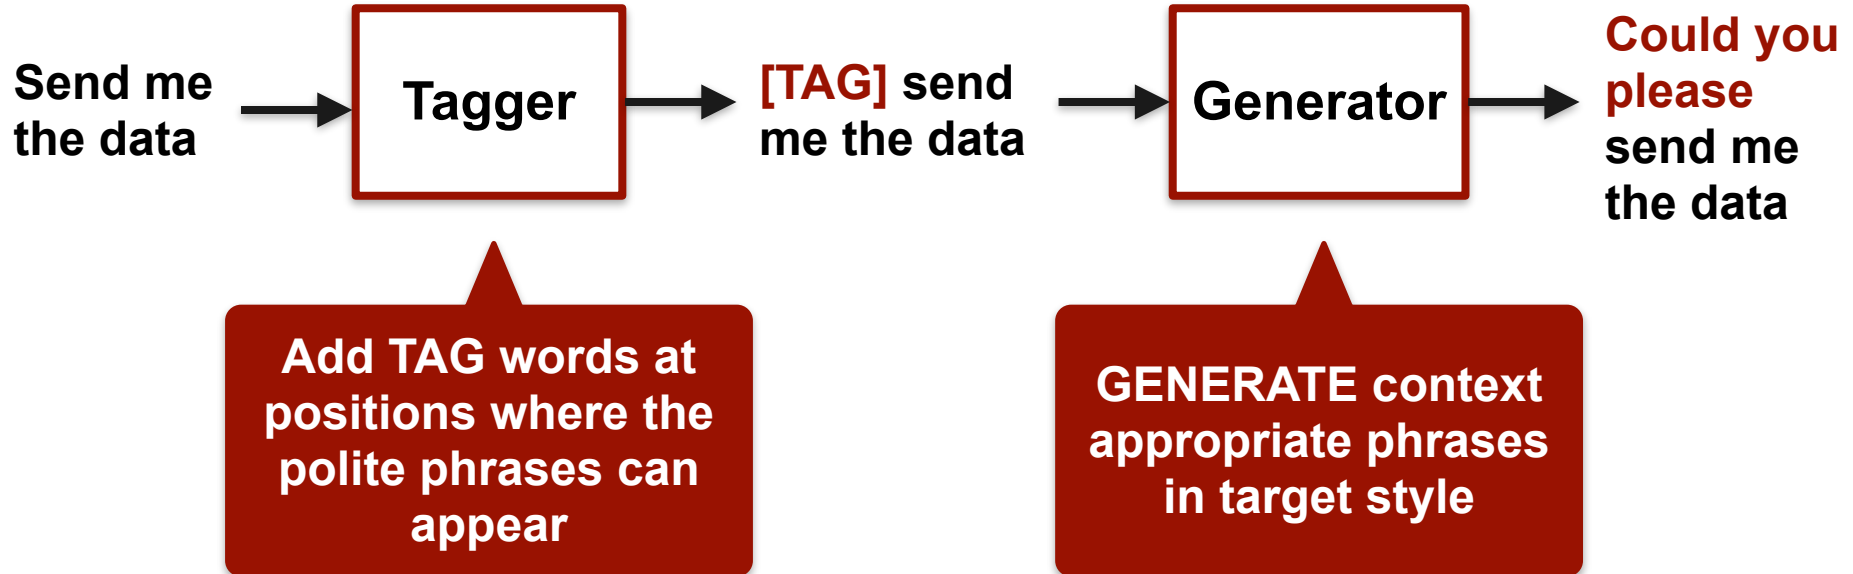 Send me
the data
Tagger
[TAG] send
me the data
Generator
Could you
please
send me
the data
Add TAG words at
positions where the
polite phrases can
appear
GENERATE context
appropriate phrases
in target style